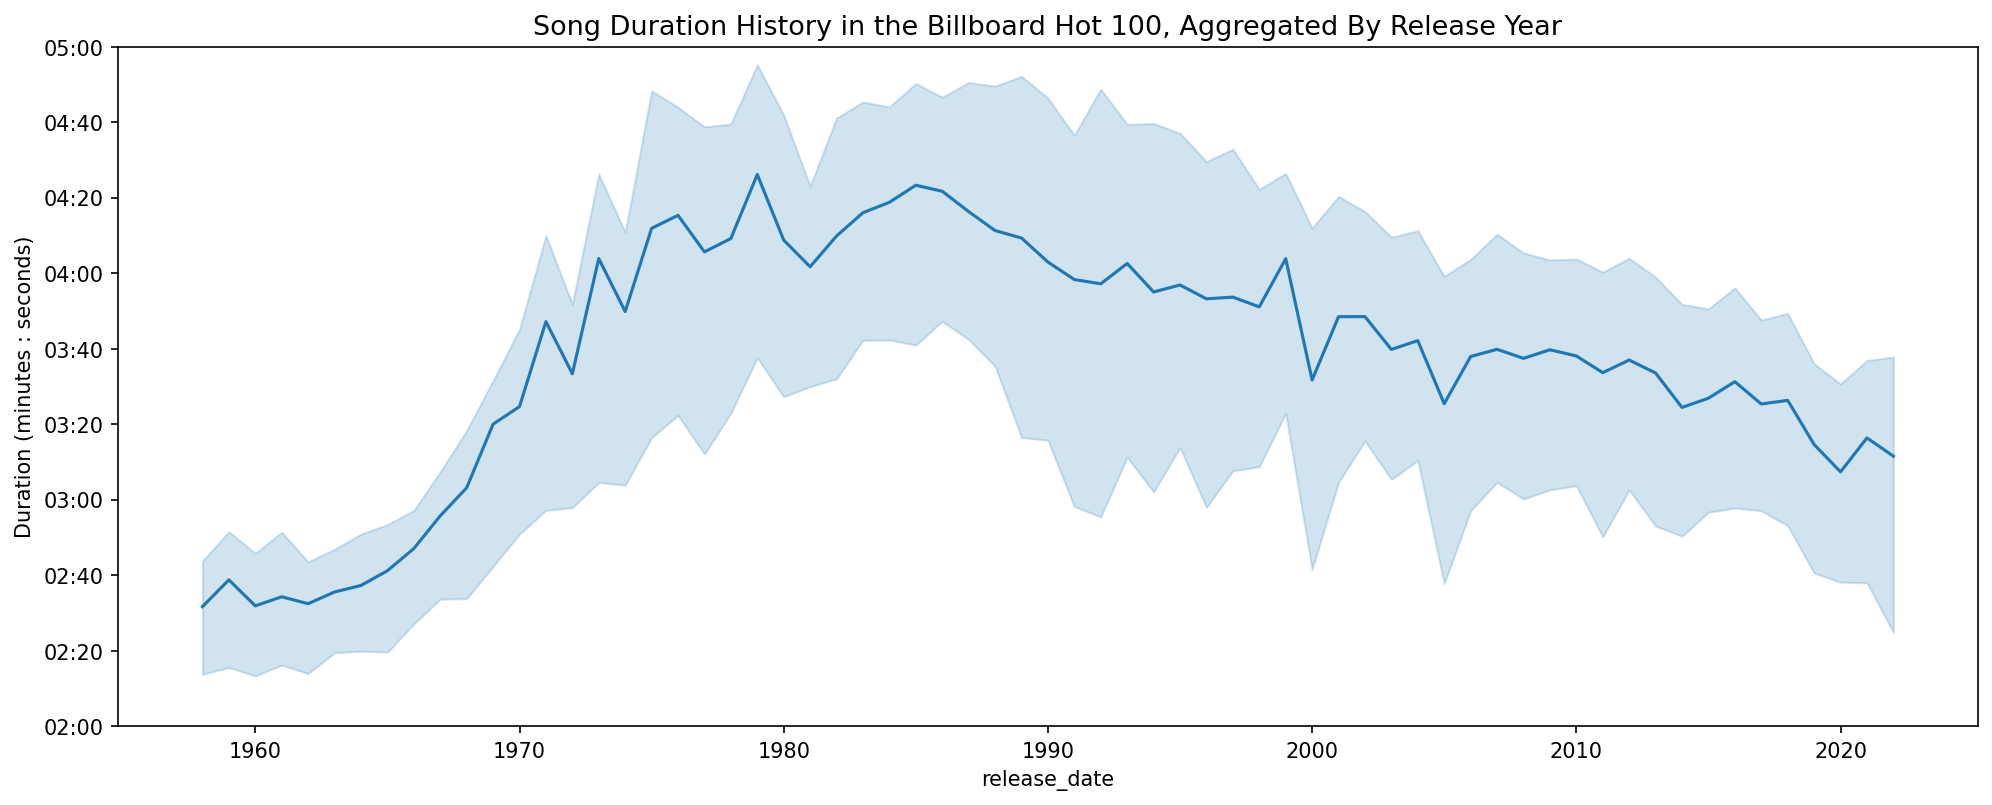 Song Duration History in the Billboard Hot 100, Aggregated By Release Year
05:00
04:40
04:20
04:00
03:40
03:20
03:00
02:40
02:20
02:00
Duration (minutes : seconds)
1960 1970 1980 1990 2000 2010 2020
release_date